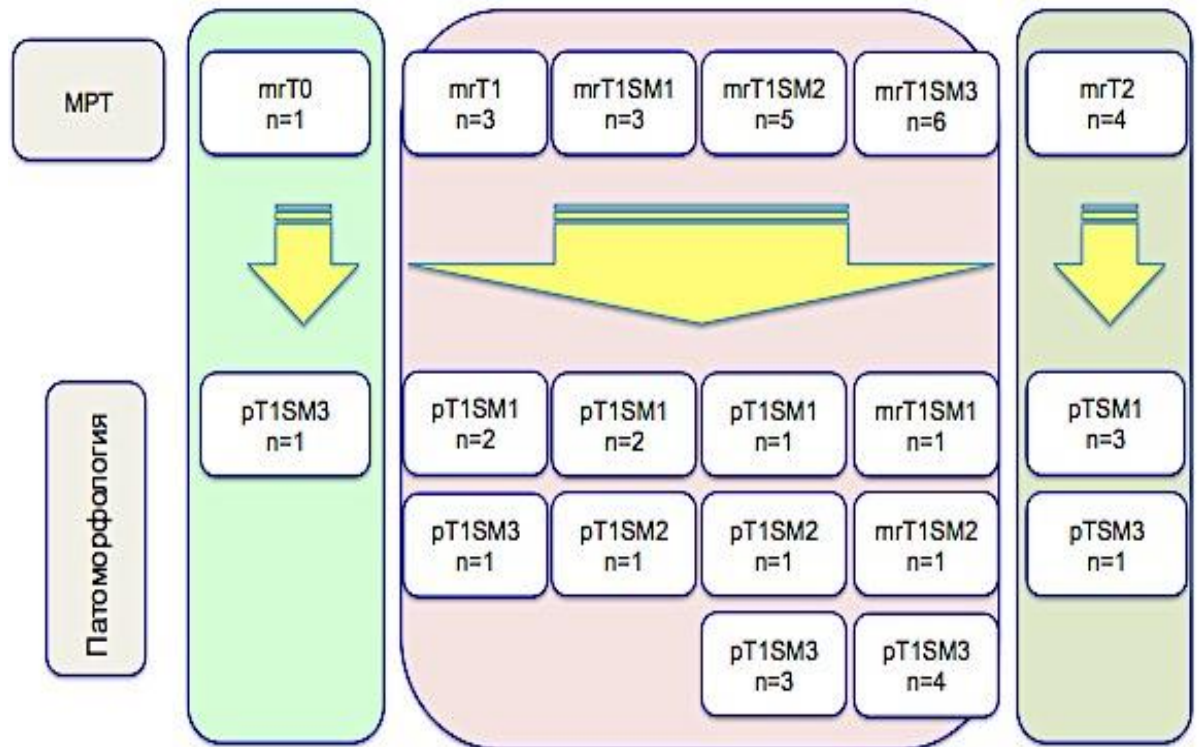 МРТ
mrT0
n=1
mrT1
n=3
mrT1SM1
n=3
mrT1SM2
n=5
mrT1SM3
n=6
mrT2
n=4
Патоморфология
pT1SM3
n=1
pT1SM1
n=2
pT1SM1
n=2
pT1SM1
n=1
mrT1SM1
n=1
pTSM1
n=3
pT1SM3
n=1
pT1SM2
n=1
pT1SM2
n=1
mrT1SM2
n=1
pTSM3
n=1
pT1SM3
n=3
pT1SM3
n=4